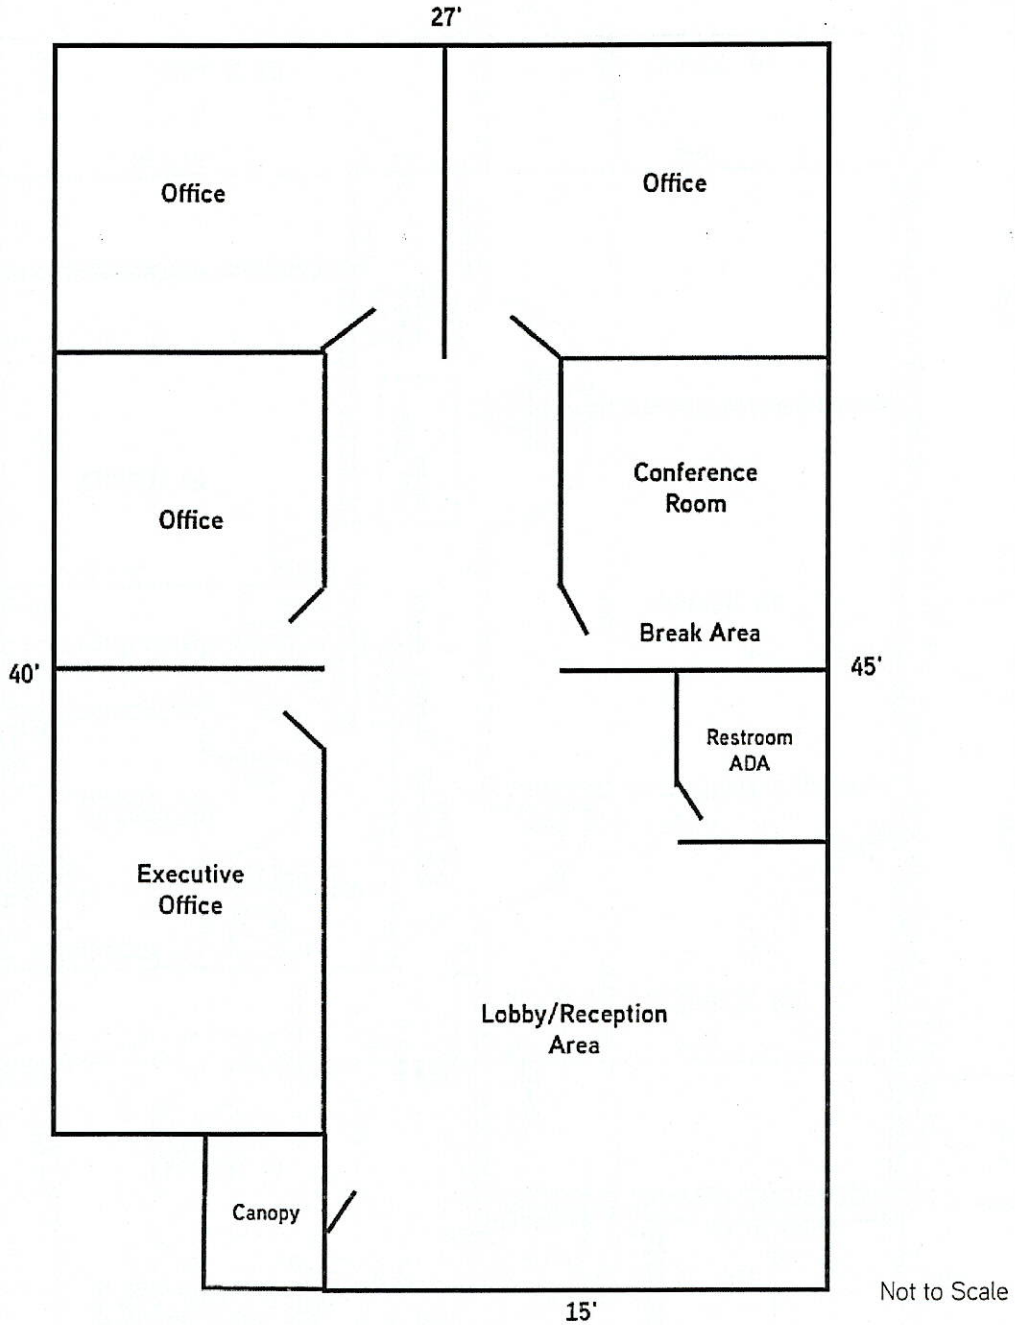 27'
Office
Office
Office
Conference
Room
Break Area
40'
45'
Restroom
ADA
Executive
Office
Lobby/Reception
Area
Canopy
15'
Not to Scale